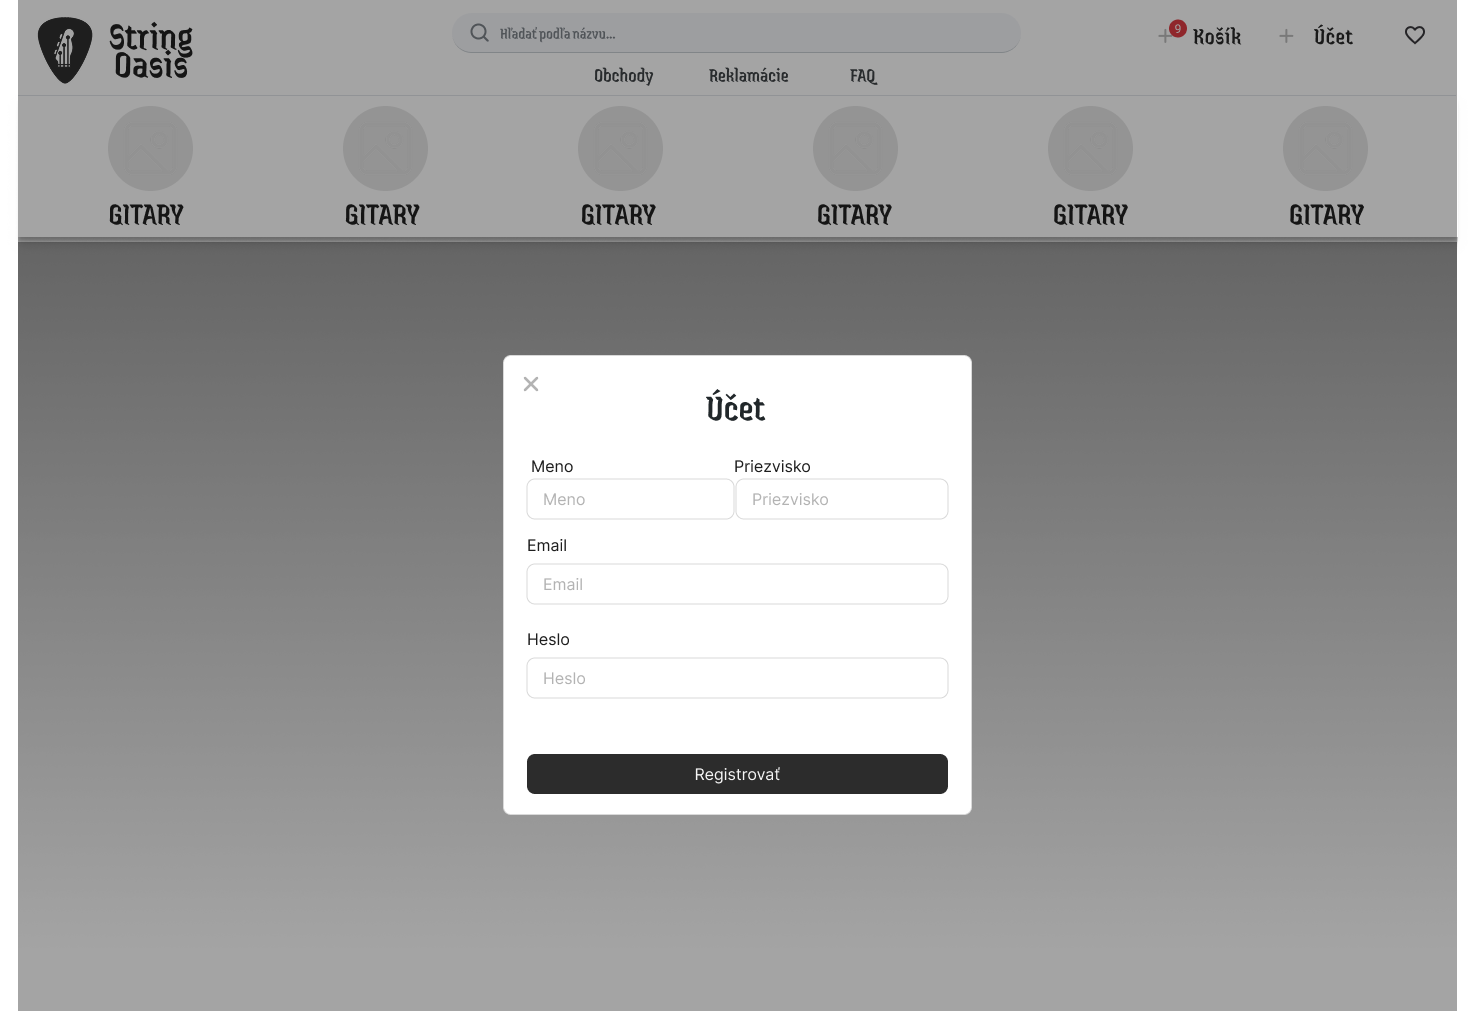 String
Oasis
Hľadať podľa názvu...
9
Košík
Účet
Obchody
Reklamácie
FAQ
GITARY
GITARY
GITARY
GITARY
GITARY
GITARY
Účet
Meno
Priezvisko
Meno
Priezvisko
Email
Email
Heslo
Heslo
Registrovať